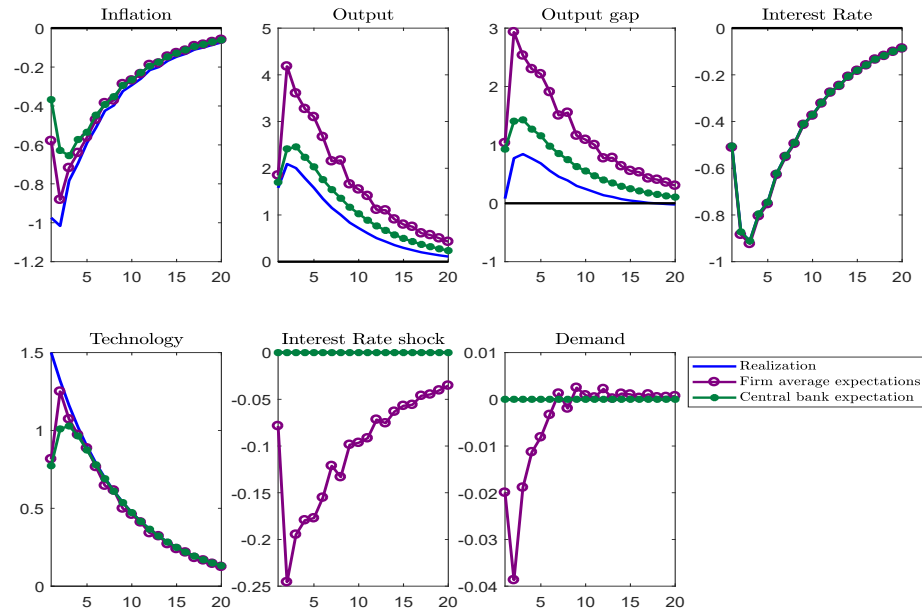 Inflation
Output
Output gap
Interest Rate
0
-0.2
-0.4
-0.6
-0.8
-1
-1.2
5 10 15 20
5
4
3
2
1
0
5 10 15 20
3
2
1
0
-1
5 10 15 20
0
-0.2
-0.4
-0.6
-0.8
-1
5 10 15 20
Technology
Interest Rate shock
Demand
1.5
1
0.5
0
5 10 15 20
0
-0.05
-0.1
-0.15
-0.2
-0.25
5 10 15 20
0.01
0
-0.01
-0.02
-0.03
-0.04
5 10 15 20
Realization
Firm average expectations
Central bank expectation